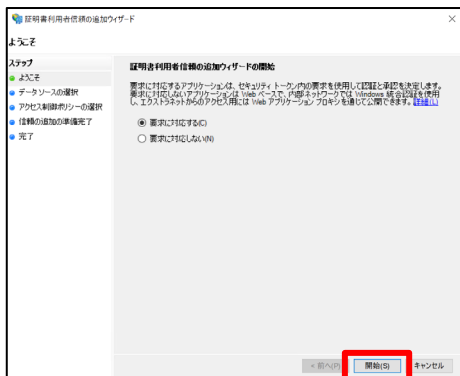 証明書利用者信頼の追加ウィザード
ようこそ
ステップ
ようこそ
データ ソースの選択
アクセス制御ポリシーの選択
信頼の追加の準備完了
完了
証明書利用者信頼の追加ウィザードの開始
要求に対応するアプリケーションは、セキュリティ トークン内の要求を使用して認証と承認を決定します。
要求に対応しないアプリケーションは Web ベースで、内部ネットワークでは Windows 統合認証を使用
し、エクストラネットからのアクセス用には Web アプリケーション プロキシを通じて公開できます。詳細(L)
要求に対応する(C)
要求に対応しない(N)
< 前へ(P)
開始(S)
キャンセル